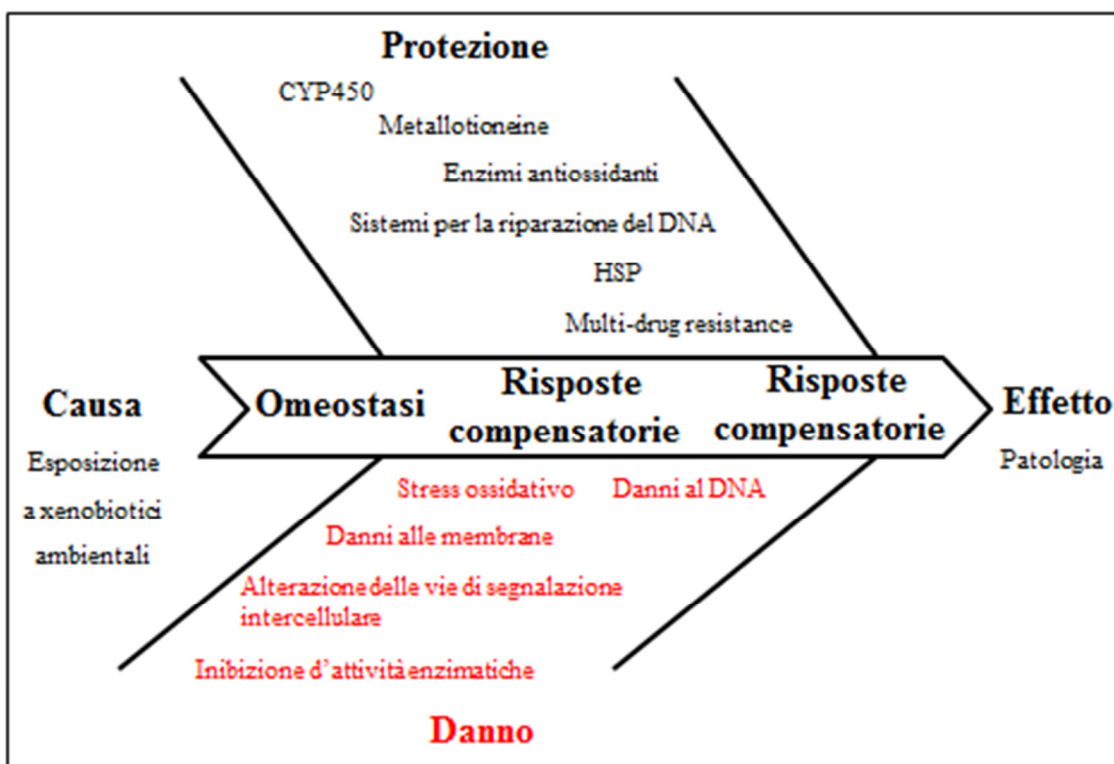 Protezione
CYP450
Metallotioneine
Enzimi antiossidanti
Sistemi per la riparazione del DNA
HSP
Multi-drug resistance
Causa
Esposizione
a xenobiotici
ambientali
Omeostasi
Risposte
compensatorie
Risposte
compensatorie
Effetto
Patologia
Stress ossidativo
Danni al DNA
Danni alle membrane
Alterazione delle vie di segnalazione
intercellulare
Inibizione d'attività enzimatiche
Danno